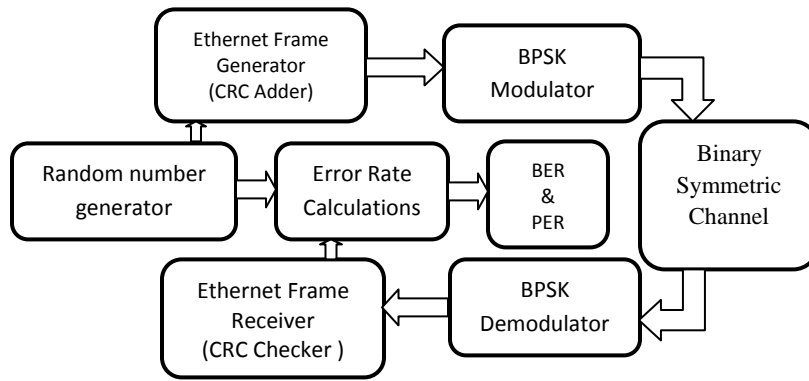 Ethernet Frame
Generator
(CRC Adder)
BPSK
Modulator
Random number
generator
Error Rate
Calculations
BER
&
PER
Binary
Symmetric
Channel
Ethernet Frame
Receiver
(CRC Checker )
BPSK
Demodulator